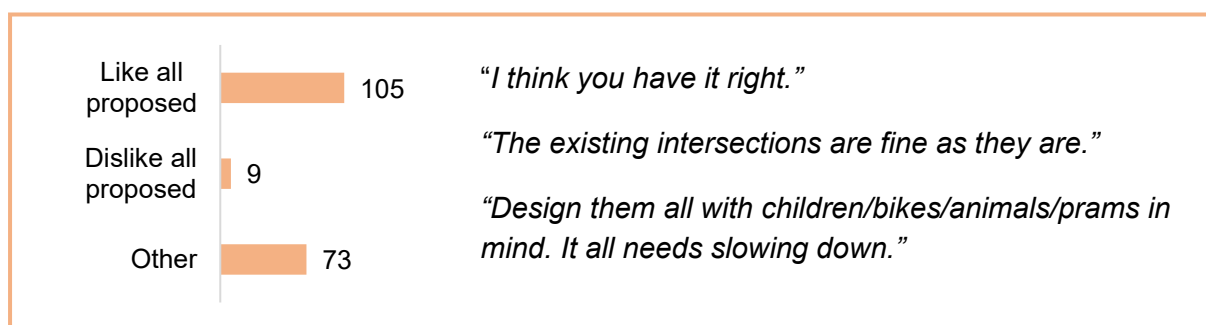 Like all
proposed
105
Dislike all
proposed
9
Other
73
“I think you have it right.”
“The existing intersections are fine as they are.”
“Design them all with children/bikes/animals/prams in
mind. It all needs slowing down.”